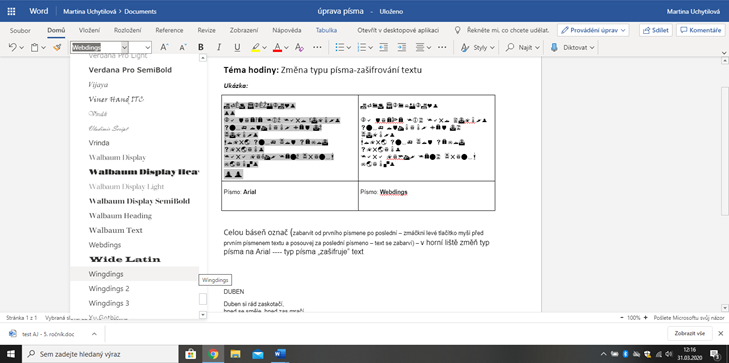 Word Martina Uchytilová > Documents úprava písma - Uloženo Martina Uchytilová
Soubor Domů Vložení Rozložení Reference Revize Zobrazení Nápověda Tabulka Otevřít v desktopové aplikaci Řekněte mi. co chcete udělat. Provádění úprav Sdílet Komentáře
Webdings B I U A A Styly Najít Diktovat
Verdana Pro Light
Verdana Pro SemiBold
Vijaya
Viner Hand ITC
Vivaldi
Vladimir Script
Vrinda
Walbaum Display
Walbaum Display Hea
Walbaum Display Light
Walbaum Display SemiBold
Walbaum Heading
Walbaum Text
Webdings
Wide Latin
Wingdings
Wingdings
Wingdings 2
Wingdings 3
Yu Gothic
Téma hodiny: Změna typu písma-zašifrování textu
Ukázka:
Písmo: Arial
Písmo: Webdings
Celou báseň označ (zabarvit od prvního písmene po poslední – zmáčkni levé tlačítko myši před
prvním písmenem textu a posouvej za poslední písmeno – text se zabarví) – v horní liště změň typ
písma na Arial ---- typ písma „zašifruje" text
DUBEN
Duben si rád zaskotačí,
hned se směje, hned zas mračí
Stránka 1 z 1 Vybraná 100% Pošlete Microsoftu svůj názor
test AJ - 5. ročník.doc Zobrazit vše
Sem zadejte hledaný výraz 12:16
31.03.2020